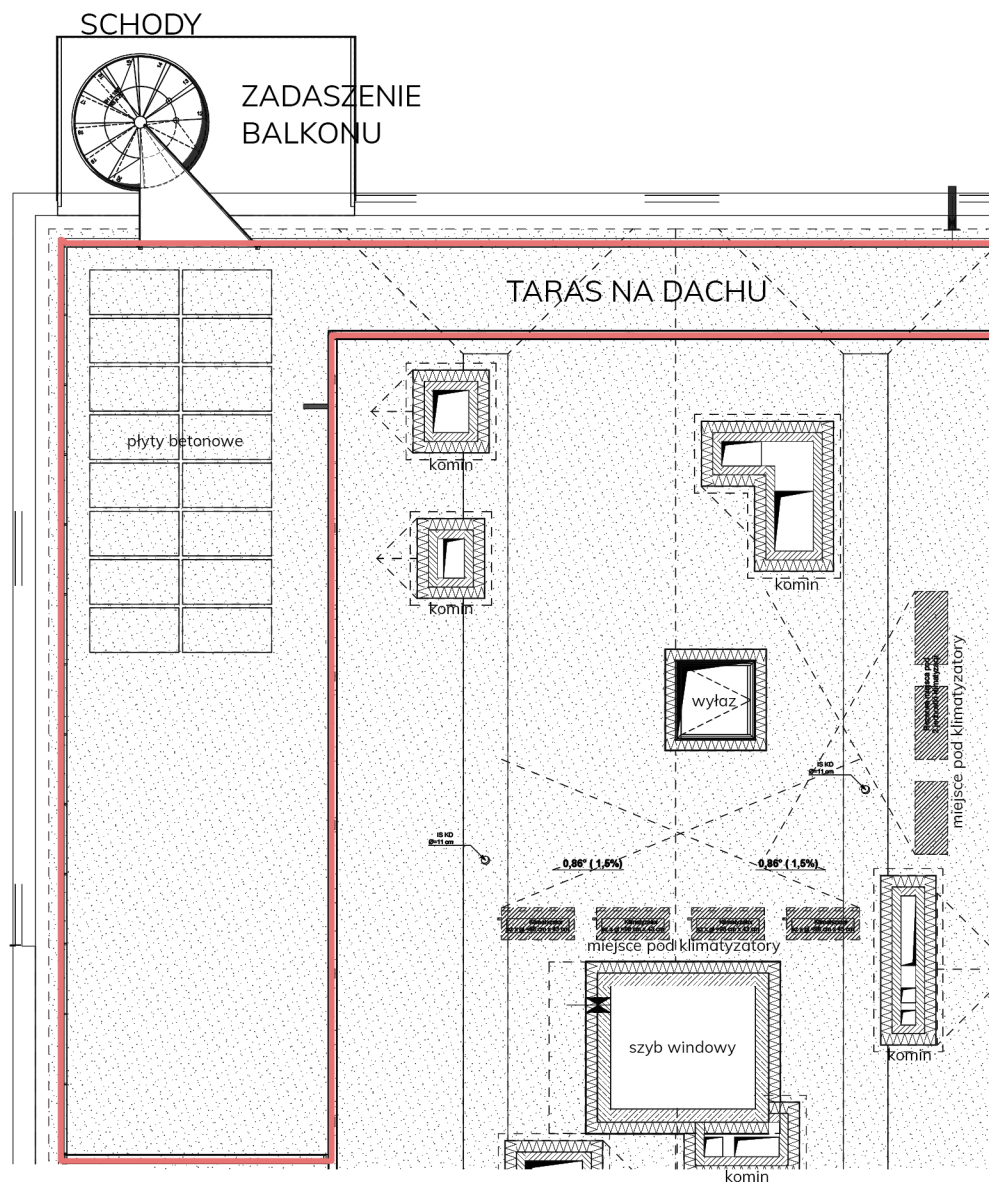 SCHODY
ZADASZENIE
BALKONU
TARAS NA DACHU
płyty betonowe
komin
komin
komin
wyłaz
miejsce pod klimatyzatory
IS KD
Ø=11 cm
IS KD
Ø=11 cm
0,86° ( 1,5%)
0,86° ( 1,5%)
miejsce pod klimatyzatory
szyb windowy
komin
komin